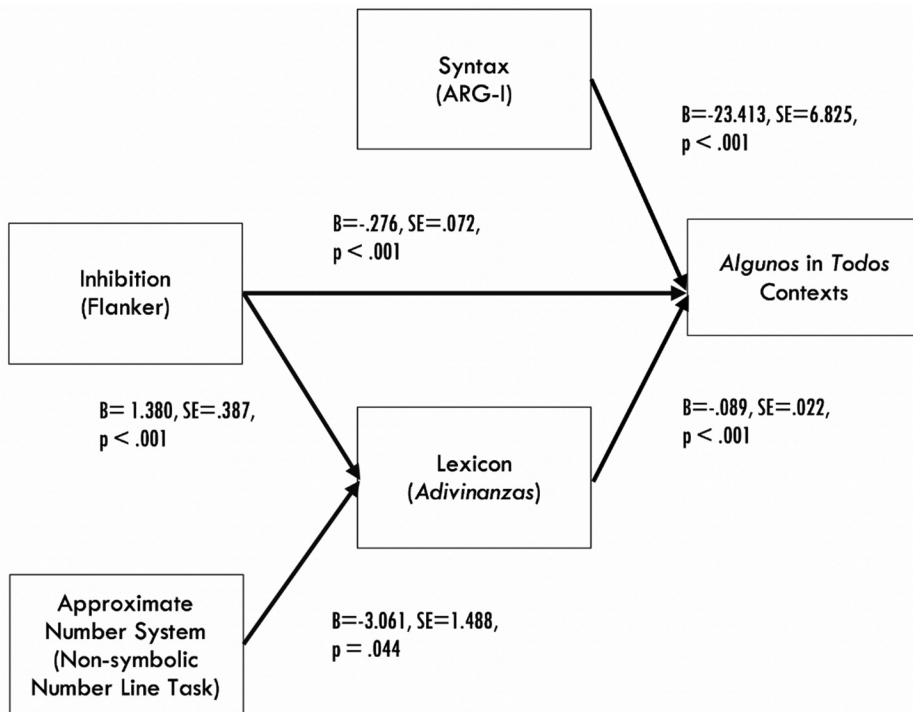 Syntax
(ARG-I)
B=-23.413, SE=6.825,
p < .001
B=-.276, SE=.072,
p < .001
Inhibition
(Flanker)
Algunos in Todos
Contexts
B= 1.380, SE=.387,
p < .001
B=-.089, SE=.022,
p < .001
Lexicon
(Adivinanzas)
Approximate
Number System
(Non-symbolic
Number Line Task)
B=-3.061, SE=1.488,
p = .044